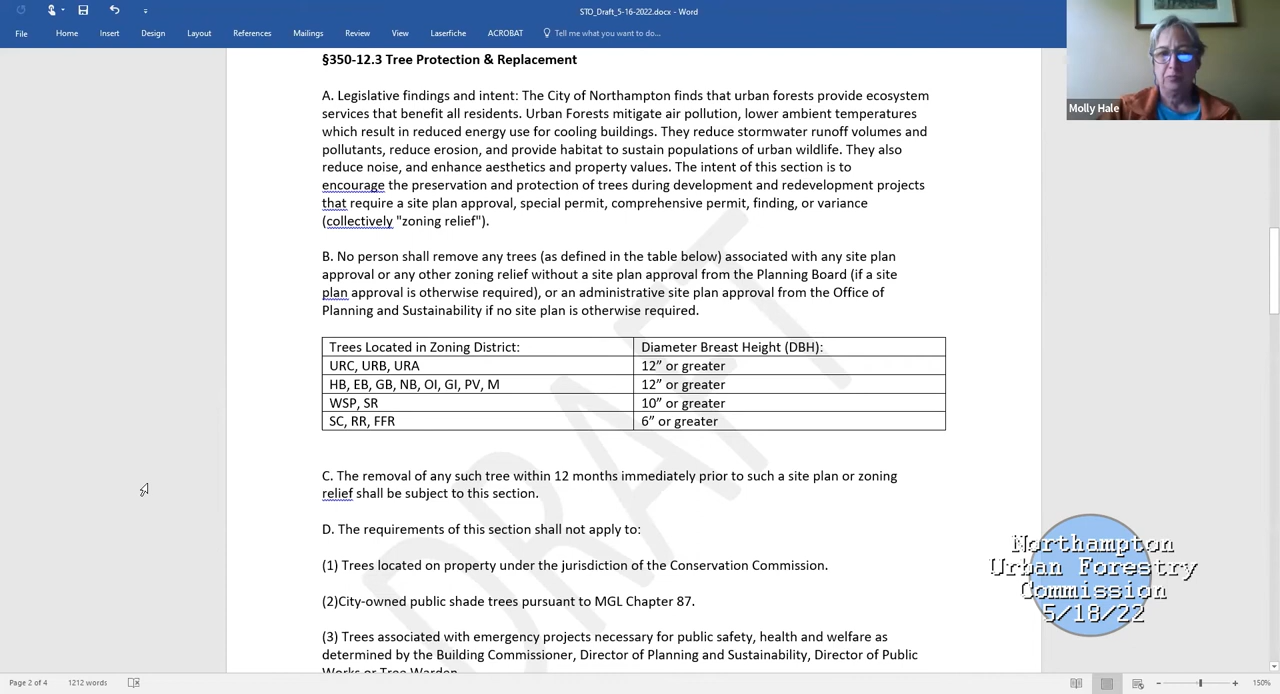 STO_Draft_5-16-2022.docx - Word
File Home Insert Design Layout References Mailings Review View Laserfiche ACROBAT Tell me what you want to do...
Molly Hale
§350-12.3 Tree Protection & Replacement
A. Legislative findings and intent: The City of Northampton finds that urban forests provide ecosystem
services that benefit all residents. Urban Forests mitigate air pollution, lower ambient temperatures
which result in reduced energy use for cooling buildings. They reduce stormwater runoff volumes and
pollutants, reduce erosion, and provide habitat to sustain populations of urban wildlife. They also
reduce noise, and enhance aesthetics and property values. The intent of this section is to
encourage the preservation and protection of trees during development and redevelopment projects
that require a site plan approval, special permit, comprehensive permit, finding, or variance
(collectively "zoning relief").
B. No person shall remove any trees (as defined in the table below) associated with any site plan
approval or any other zoning relief without a site plan approval from the Planning Board (if a site
plan approval is otherwise required), or an administrative site plan approval from the Office of
Planning and Sustainability if no site plan is otherwise required.
Trees Located in Zoning District: Diameter Breast Height (DBH):
URC, URB, URA 12” or greater
HB, EB, GB, NB, OI, GI, PV, M 12” or greater
WSP, SR 10” or greater
SC, RR, FFR 6” or greater
C. The removal of any such tree within 12 months immediately prior to such a site plan or zoning
relief shall be subject to this section.
D. The requirements of this section shall not apply to:
(1) Trees located on property under the jurisdiction of the Conservation Commission.
(2)City-owned public shade trees pursuant to MGL Chapter 87.
(3) Trees associated with emergency projects necessary for public safety, health and welfare as
determined by the Building Commissioner, Director of Planning and Sustainability, Director of Public
Works or Tree Warden.
DRAFT
Northampton
Urban Forestry
Commission
5/18/22
Page 2 of 4 1212 words 150%